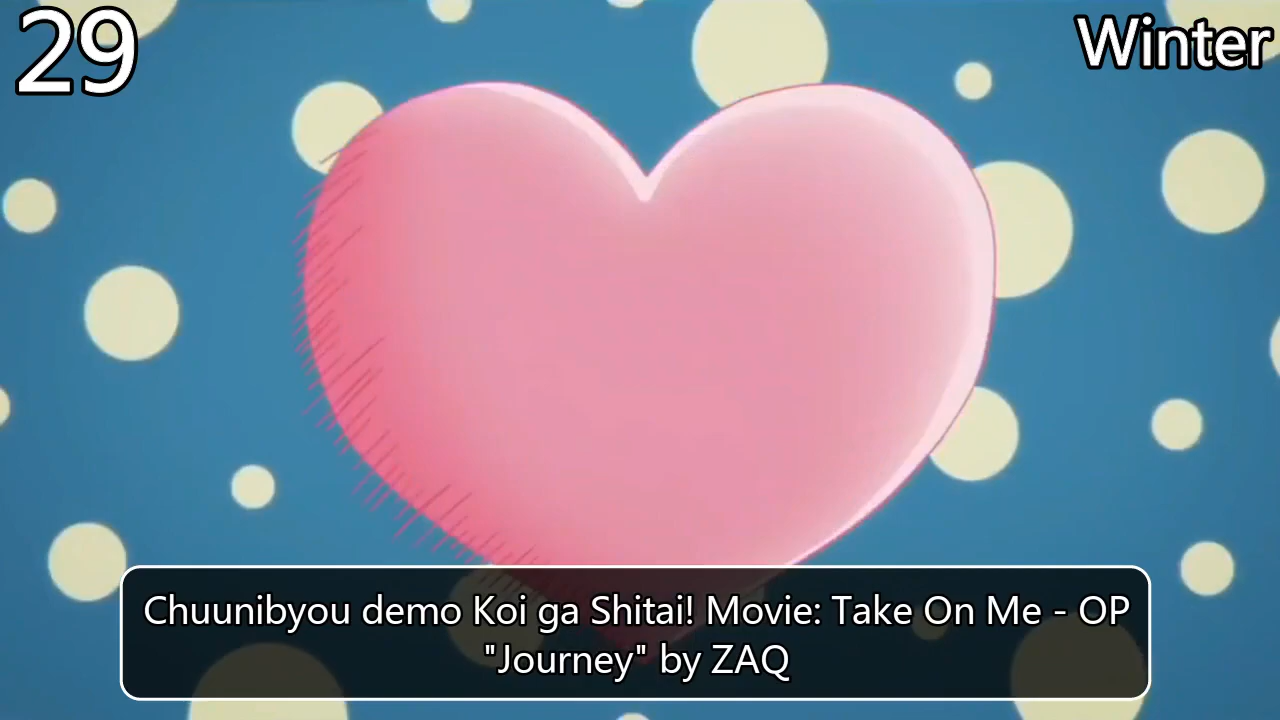 29
Winter
Chuunibyou demo Koi ga Shitai! Movie: Take On Me - OP
"Journey" by ZAQ